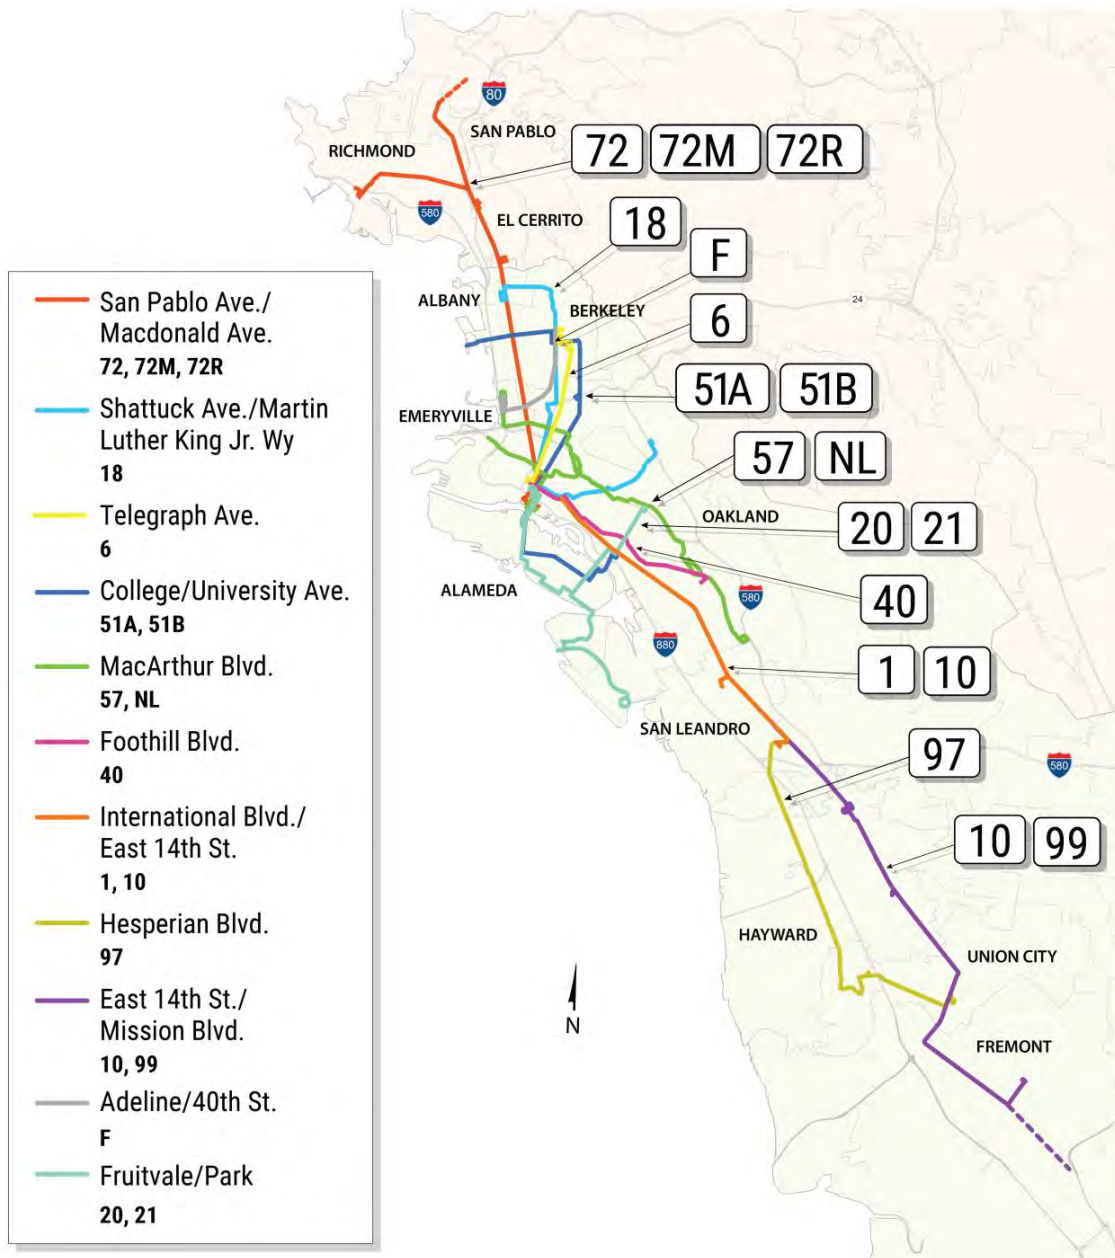 80
SAN PABLO
72 72M 72R
RICHMOND
580
EL CERRITO
18
F
ALBANY
BERKELEY
24
6
51A 51B
EMERYVILLE
57 NL
OAKLAND
20 21
ALAMEDA
40
580
880
1 10
SAN LEANDRO
97
580
10 99
HAYWARD
UNION CITY
N
FREMONT
San Pablo Ave./
Macdonald Ave.
72, 72M, 72R
Shattuck Ave./Martin
Luther King Jr. Wy
18
Telegraph Ave.
6
College/University Ave.
51A, 51B
MacArthur Blvd.
57, NL
Foothill Blvd.
40
International Blvd./
East 14th St.
1, 10
Hesperian Blvd.
97
East 14th St./
Mission Blvd.
10, 99
Adeline/40th St.
F
Fruitvale/Park
20, 21